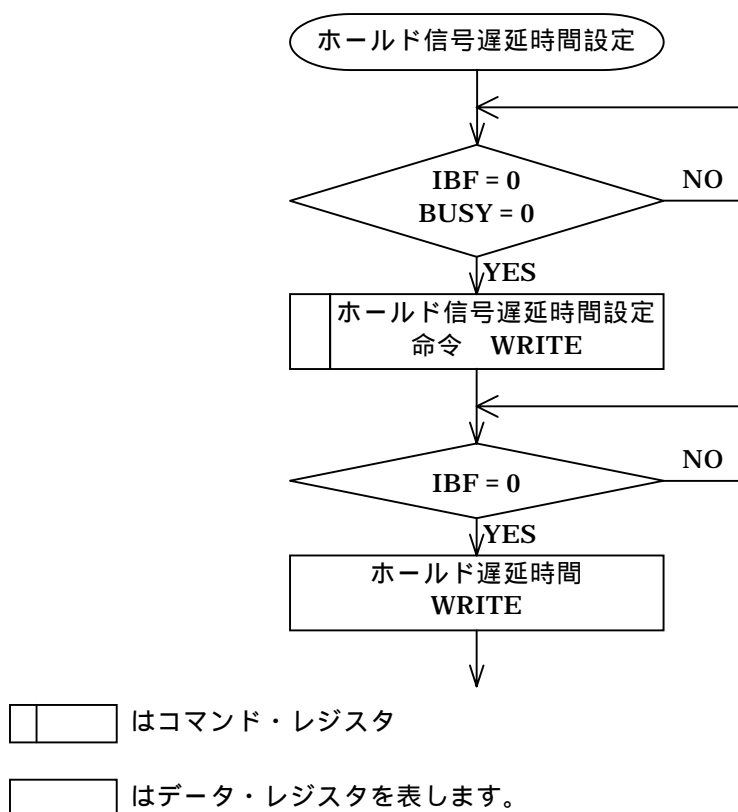 ホールド信号遅延時間設定
IBF = 0
BUSY = 0
NO
YES
ホールド信号遅延時間設定
命令　WRITE
IBF = 0
NO
YES
ホールド遅延時間
WRITE
はコマンド・レジスタ
はデータ・レジスタを表します。